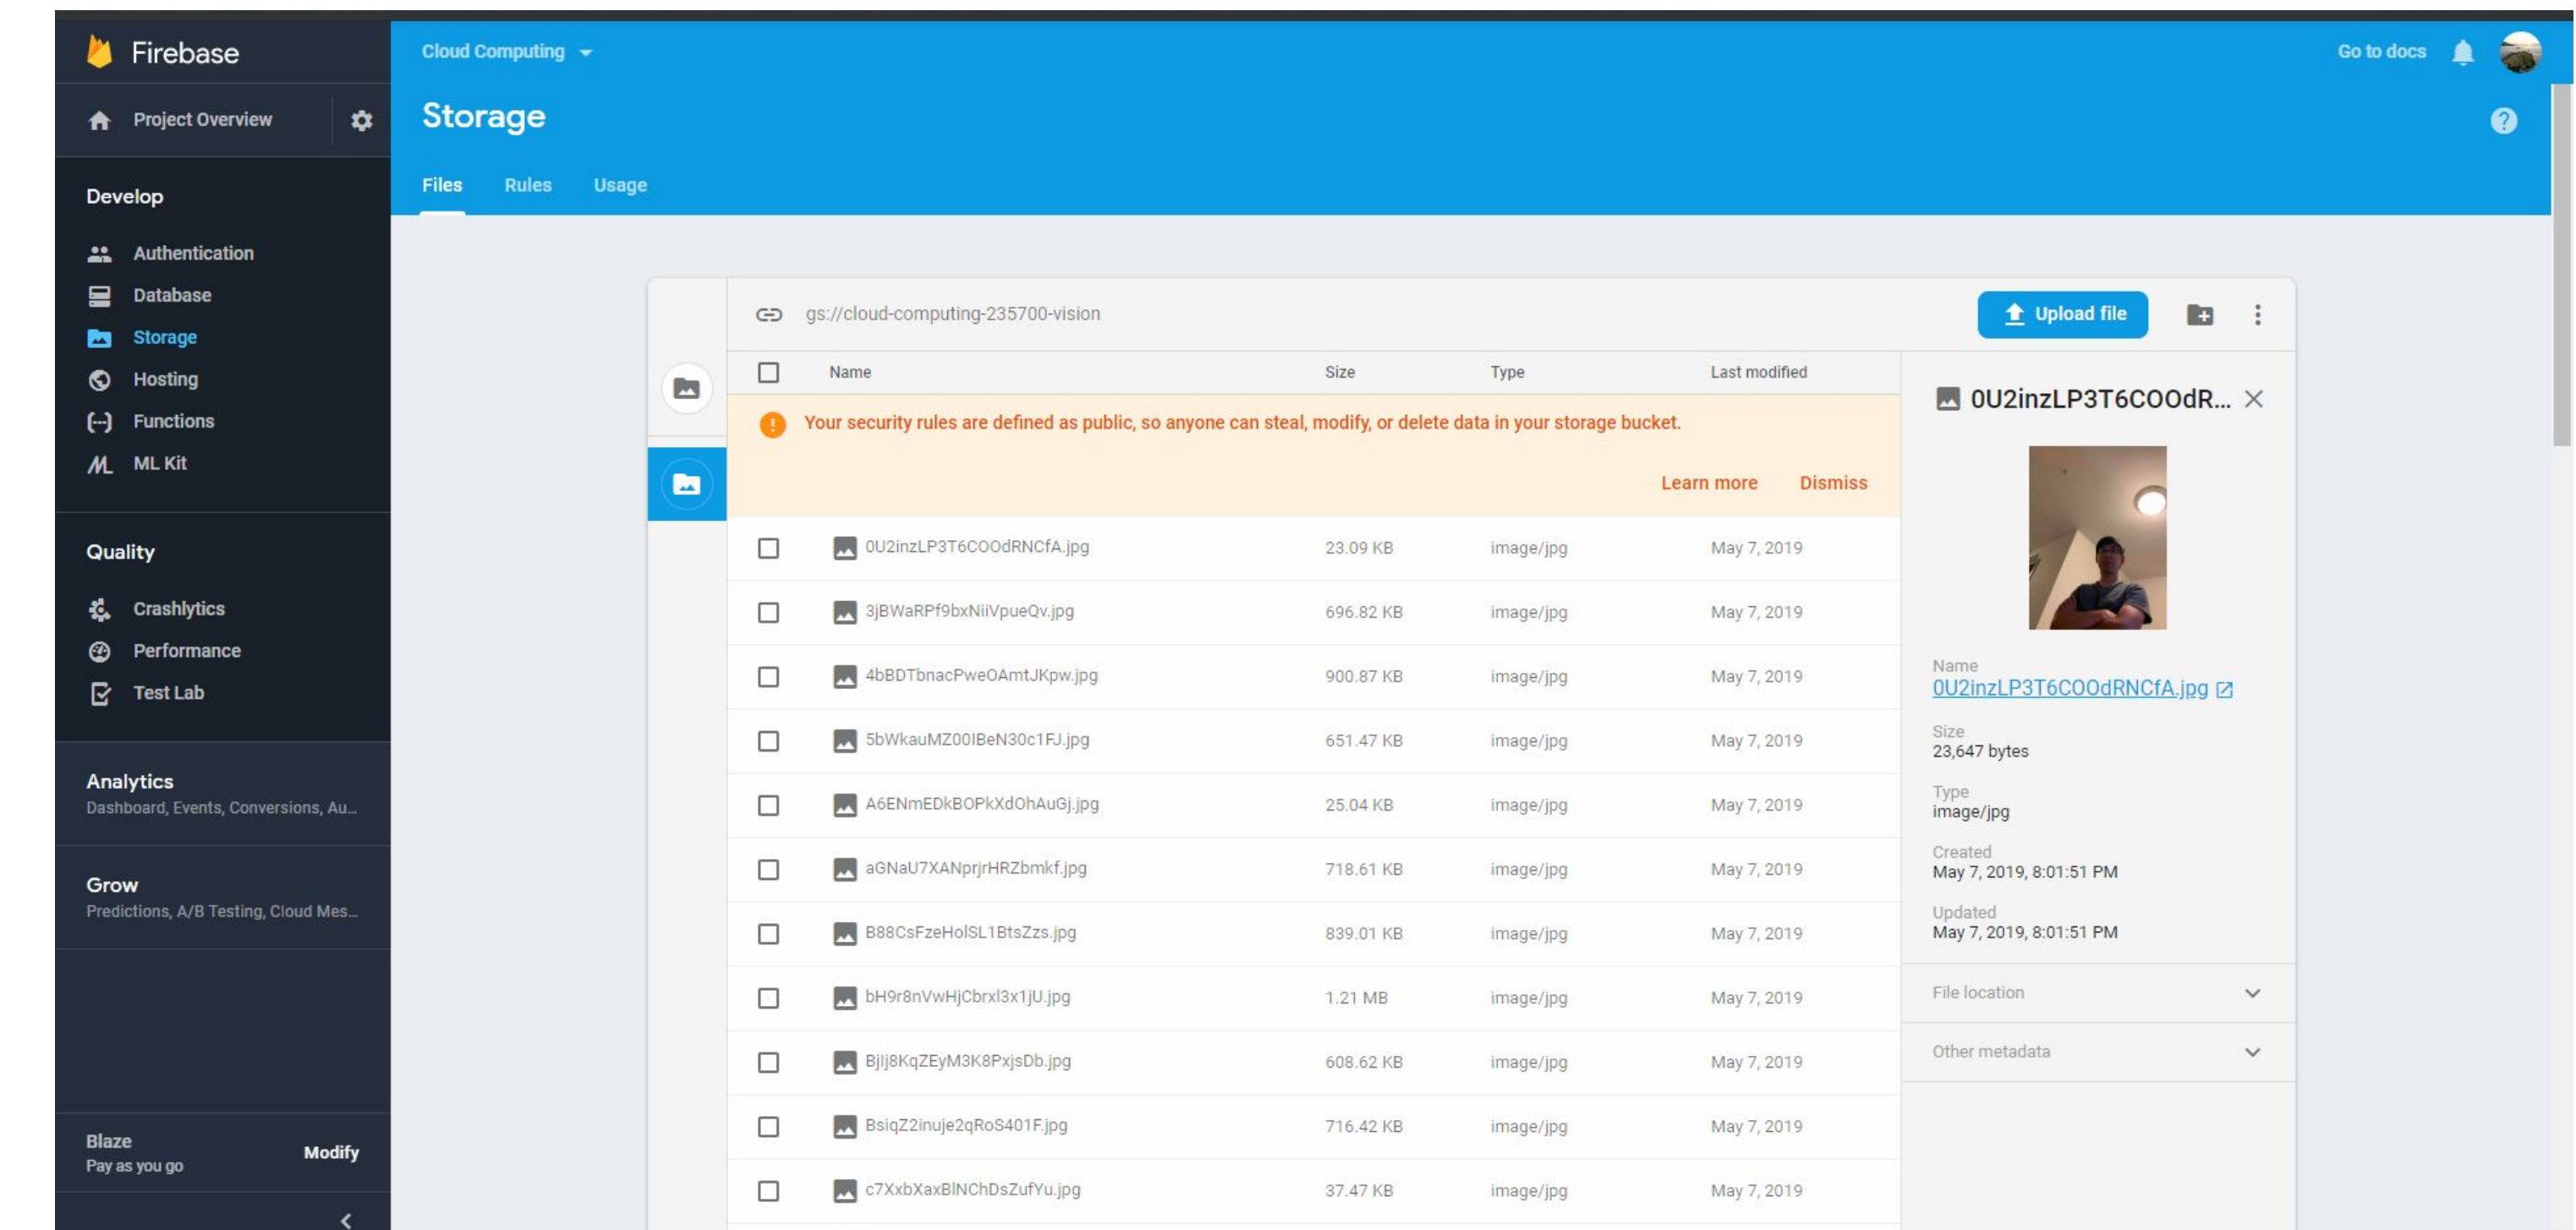 Firebase
Project Overview
Develop
Authentication
Database
Storage
Hosting
Functions
ML Kit
Quality
Crashlytics
Performance
Test Lab
Analytics
Dashboard, Events, Conversions, Au...
Grow
Predictions, A/B Testing, Cloud Mes...
Blaze
Pay as you go
Modify
Cloud Computing
Go to docs
Storage
Files Rules Usage
gs://cloud-computing-235700-vision
Upload file
Name Size Type Last modified
Your security rules are defined as public, so anyone can steal, modify, or delete data in your storage bucket.
Learn more Dismiss
0U2inzLP3T6COOdRNCfA.jpg 23.09 KB image/jpg May 7, 2019
3jBWaRPf9bxNiiVpueQv.jpg 696.82 KB image/jpg May 7, 2019
4bBDTbnacPweOAmtJKpw.jpg 900.87 KB image/jpg May 7, 2019
5bWkauMZ00IBeN30c1FJ.jpg 651.47 KB image/jpg May 7, 2019
A6ENmEDkBOPkXdOhAuGj.jpg 25.04 KB image/jpg May 7, 2019
aGNaU7XANprjrHRZbmkf.jpg 718.61 KB image/jpg May 7, 2019
B88CsFzeHolSL1BtsZzs.jpg 839.01 KB image/jpg May 7, 2019
bH9r8nVwHjCbrxl3x1jU.jpg 1.21 MB image/jpg May 7, 2019
BjIj8KqZEyM3K8PxjsDb.jpg 608.62 KB image/jpg May 7, 2019
BsiqZ2inuje2qRoS401F.jpg 716.42 KB image/jpg May 7, 2019
c7XxbXaxBlNChDsZufYu.jpg 37.47 KB image/jpg May 7, 2019
0U2inzLP3T6COOdR...
Name
0U2inzLP3T6COOdRNCfA.jpg
Size
23,647 bytes
Type
image/jpg
Created
May 7, 2019, 8:01:51 PM
Updated
May 7, 2019, 8:01:51 PM
File location
Other metadata